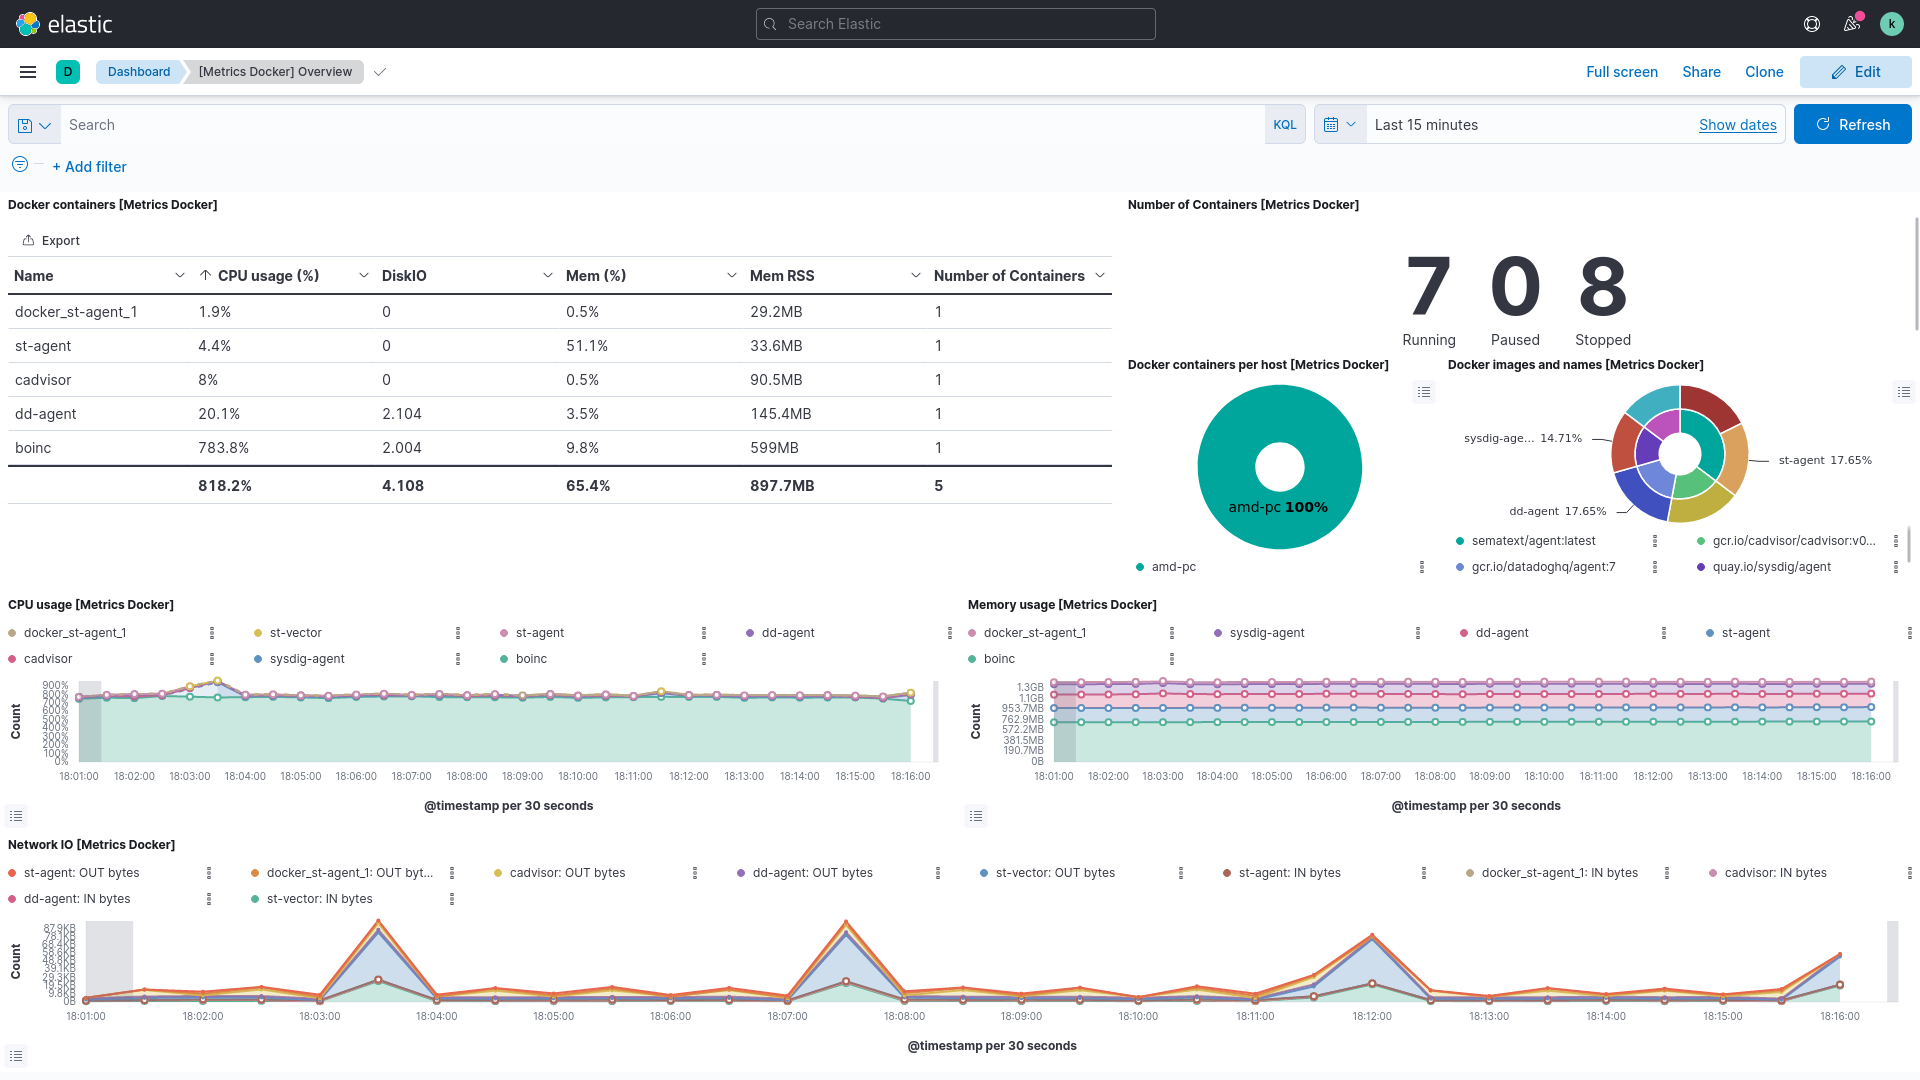 elastic
Search Elastic
k
D
Dashboard
[Metrics Docker] Overview
Full screen
Share
Clone
Edit
Search
KQL
Last 15 minutes
Show dates
Refresh
+ Add filter
Docker containers [Metrics Docker]
Export
Name CPU usage (%) DiskIO Mem (%) Mem RSS Number of Containers
docker_st-agent_1 1.9% 0 0.5% 29.2MB 1
st-agent 4.4% 0 51.1% 33.6MB 1
cadvisor 8% 0 0.5% 90.5MB 1
dd-agent 20.1% 2.104 3.5% 145.4MB 1
boinc 783.8% 2.004 9.8% 599MB 1
818.2% 4.108 65.4% 897.7MB 5
Number of Containers [Metrics Docker]
7 0 8
Running Paused Stopped
Docker containers per host [Metrics Docker]
amd-pc 100%
amd-pc
Docker images and names [Metrics Docker]
sysdig-age... 14.71%
st-agent 17.65%
dd-agent 17.65%
sematext/agent:latest
gcr.io/cadvisor/cadvisor:v0...
gcr.io/datadoghq/agent:7
quay.io/sysdig/agent
CPU usage [Metrics Docker]
docker_st-agent_1 st-vector st-agent dd-agent
cadvisor sysdig-agent boinc
Count
900%
800%
700%
600%
500%
400%
300%
200%
100%
0%
18:01:00 18:02:00 18:03:00 18:04:00 18:05:00 18:06:00 18:07:00 18:08:00 18:09:00 18:10:00 18:11:00 18:12:00 18:13:00 18:14:00 18:15:00 18:16:00
@timestamp per 30 seconds
Memory usage [Metrics Docker]
docker_st-agent_1 sysdig-agent dd-agent st-agent
boinc
Count
1.3GB
1.1GB
953.7MB
762.9MB
572.2MB
381.5MB
190.7MB
0B
18:01:00 18:02:00 18:03:00 18:04:00 18:05:00 18:06:00 18:07:00 18:08:00 18:09:00 18:10:00 18:11:00 18:12:00 18:13:00 18:14:00 18:15:00 18:16:00
@timestamp per 30 seconds
Network IO [Metrics Docker]
st-agent: OUT bytes docker_st-agent_1: OUT byt... cadvisor: OUT bytes dd-agent: OUT bytes st-vector: OUT bytes st-agent: IN bytes docker_st-agent_1: IN bytes cadvisor: IN bytes
dd-agent: IN bytes st-vector: IN bytes
Count
87.9KB
78.1KB
68.4KB
58.6KB
48.8KB
39.1KB
29.3KB
19.5KB
9.8KB
0B
18:01:00 18:02:00 18:03:00 18:04:00 18:05:00 18:06:00 18:07:00 18:08:00 18:09:00 18:10:00 18:11:00 18:12:00 18:13:00 18:14:00 18:15:00 18:16:00
@timestamp per 30 seconds